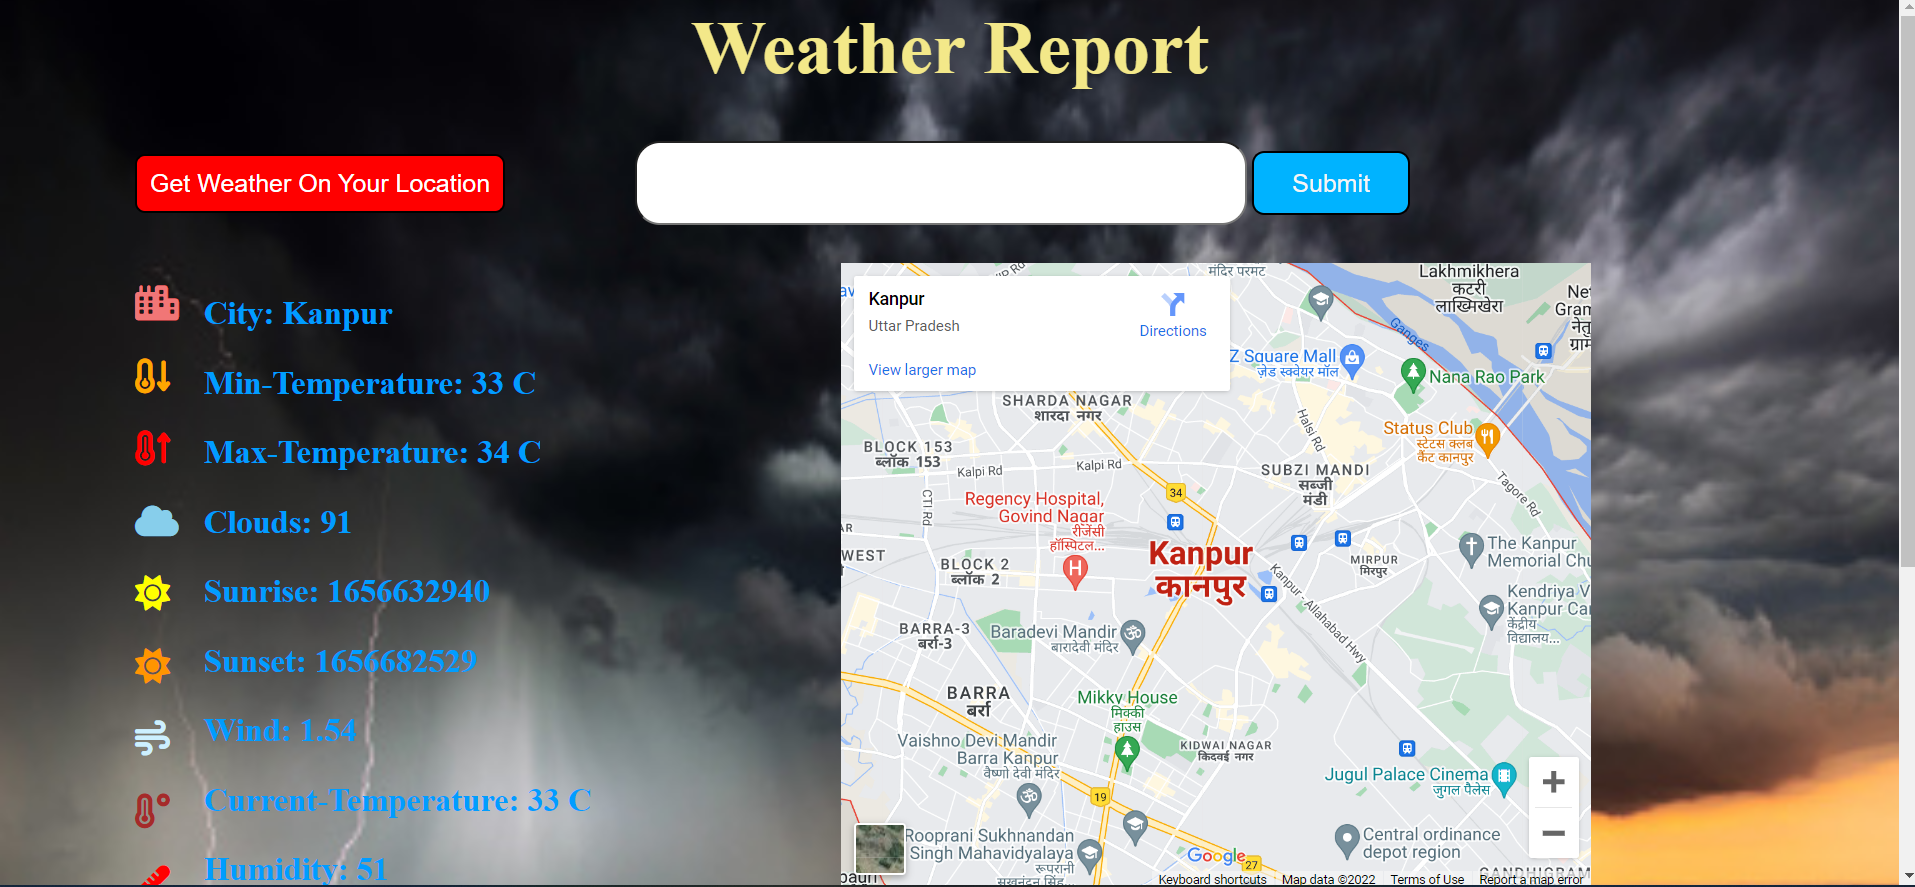 Weather Report
Get Weather On Your Location
Submit
City: Kanpur
Min-Temperature: 33 C
Max-Temperature: 34 C
Clouds: 91
Sunrise: 1656632940
Sunset: 1656682529
Wind: 1.54
Current-Temperature: 33 C
Humidity: 51
Kanpur
Uttar Pradesh
Directions
View larger map
मंदिर परमट
Lakhmikhera
कटरी
लाखिमखेरा
Ganges
Z Square Mall
ज़ेड स्क्वेयर मॉल
Nana Rao Park
SHARDA NAGAR
शारदा नगर
Halsi Rd
Status Club
स्टेटस क्लब
कैंट कानपुर
BLOCK 153
ब्लॉक 153
Kalpi Rd
Kalpi Rd
SUBZI MANDI
सब्जी
मंडी
Tagore Rd
CTI Rd
34
Regency Hospital,
Govind Nagar
रीजेंसी
हॉस्पिटल...
WEST
BLOCK 2
ब्लॉक 2
Kanpur
कानपुर
MIRPUR
मिरपुर
The Kanpur
Memorial Chu
Kanpur - Allahabad Hwy
Kendriya V
Kanpur Ca
केंद्रीय
विद्यालय...
BARRA-3
बर्रा-3
Baradevi Mandir
बारादेवी मंदिर
BARRA
बर्रा
Mikky House
मिक्की
हाउस
Vaishno Devi Mandir
Barra Kanpur
वैष्णो देवी मंदिर
KIDWAI NAGAR
किदवई नगर
Jugul Palace Cinema
जुगल पैलेस
19
Rooprani Sukhnandan
Singh Mahavidyalaya
रूपरानी
सुखनंदन सिंह...
Central ordinance
depot region
Google
27
GANDHIGRAM
Keyboard shortcuts
Map data ©2022
Terms of Use
Report a map error